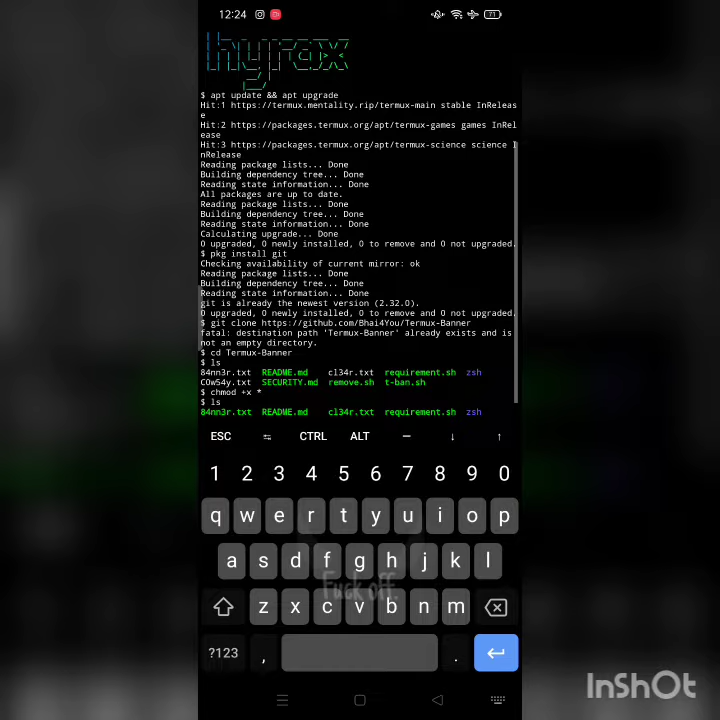 12:24
71
hyrax
$ apt update && apt upgrade
Hit:1 https://termux.mentality.rip/termux-main stable InReleas
e
Hit:2 https://packages.termux.org/apt/termux-games games InRel
ease
Hit:3 https://packages.termux.org/apt/termux-science science I
nRelease
Reading package lists... Done
Building dependency tree... Done
Reading state information... Done
All packages are up to date.
Reading package lists... Done
Building dependency tree... Done
Reading state information... Done
Calculating upgrade... Done
0 upgraded, 0 newly installed, 0 to remove and 0 not upgraded.
$ pkg install git
Checking availability of current mirror: ok
Reading package lists... Done
Building dependency tree... Done
Reading state information... Done
git is already the newest version (2.32.0).
0 upgraded, 0 newly installed, 0 to remove and 0 not upgraded.
$ git clone https://github.com/Bhai4You/Termux-Banner
fatal: destination path 'Termux-Banner' already exists and is
not an empty directory.
$ cd Termux-Banner
$ ls
84nn3r.txt README.md cl34r.txt requirement.sh zsh
C0w54y.txt SECURITY.md remove.sh t-ban.sh
$ chmod +x *
$ ls
84nn3r.txt README.md cl34r.txt requirement.sh zsh
ESC CTRL ALT — ↓ ↑
1 2 3 4 5 6 7 8 9 0
q w e r t y u i o p
a s d f g h j k l
Fuck off.
z x c v b n m
?123 , .
InShOt